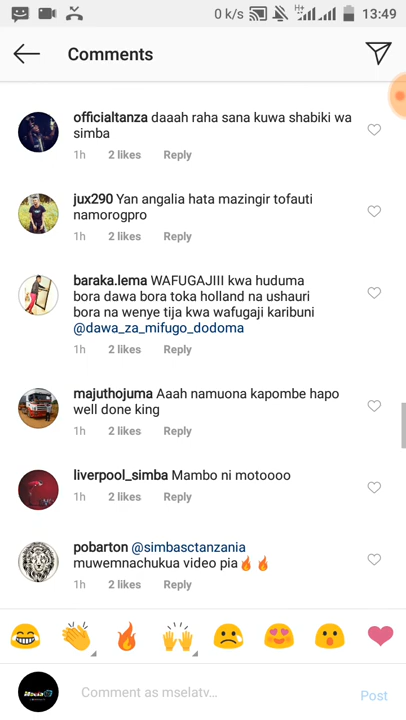 0 k/s H+ 13:49
Comments
officialtanza daaah raha sana kuwa shabiki wa
simba
1h 2 likes Reply
jux290 Yan angalia hata mazingir tofauti
namorogpro
1h 2 likes Reply
baraka.lema WAFUGAJIII kwa huduma
bora dawa bora toka holland na ushauri
bora na wenye tija kwa wafugaji karibuni
@dawa_za_mifugo_dodoma
1h 2 likes Reply
majuthojuma Aaah namuona kapombe hapo
well done king
1h 2 likes Reply
liverpool_simba Mambo ni motoooo
1h 2 likes Reply
pobarton @simbasctanzania
muwemnachukua video pia🔥🔥
1h 2 likes Reply
Comment as mselatv... Post